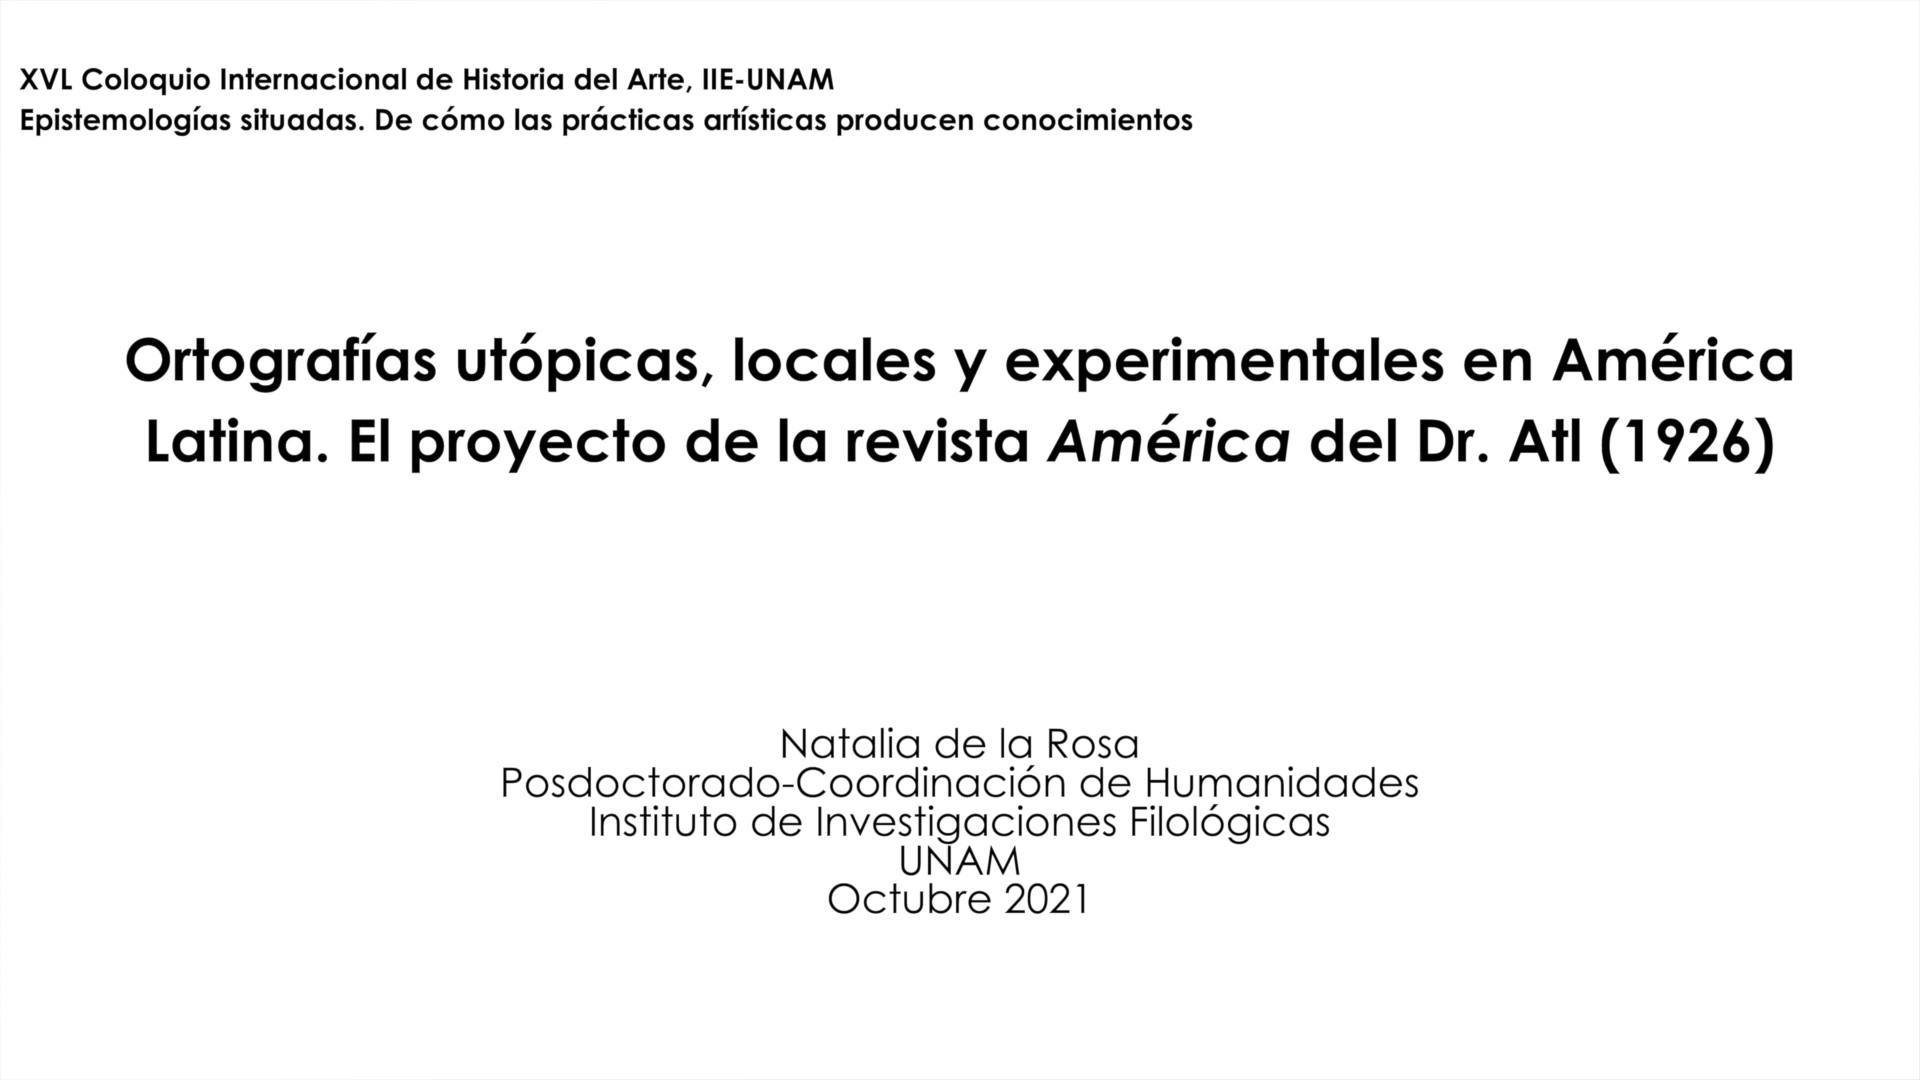 XVL Coloquio Internacional de Historia del Arte, IIE-UNAM
Epistemologías situadas. De cómo las prácticas artísticas producen conocimientos
Ortografías utópicas, locales y experimentales en América
Latina. El proyecto de la revista América del Dr. Atl (1926)
Natalia de la Rosa
Posdoctorado-Coordinación de Humanidades
Instituto de Investigaciones Filológicas
UNAM
Octubre 2021